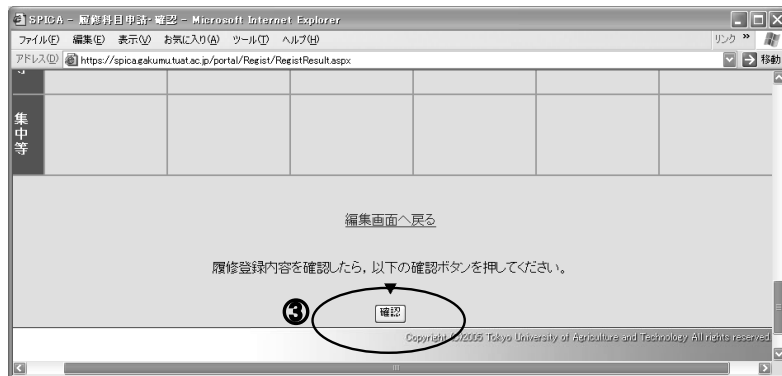 SPICA - 履修科目申請・確認 - Microsoft Internet Explorer
ファイル(F) 編集(E) 表示(V) お気に入り(A) ツール(T) ヘルプ(H) リンク »
アドレス(D) https://spica.gakumu.tuat.ac.jp/portal/Regist/RegistResult.aspx 移動
集中等
編集画面へ戻る
履修登録内容を確認したら、以下の確認ボタンを押してください。
③ 確認
Copyright (C)2005 Tokyo University of Agriculture and Technology All rights reserved.